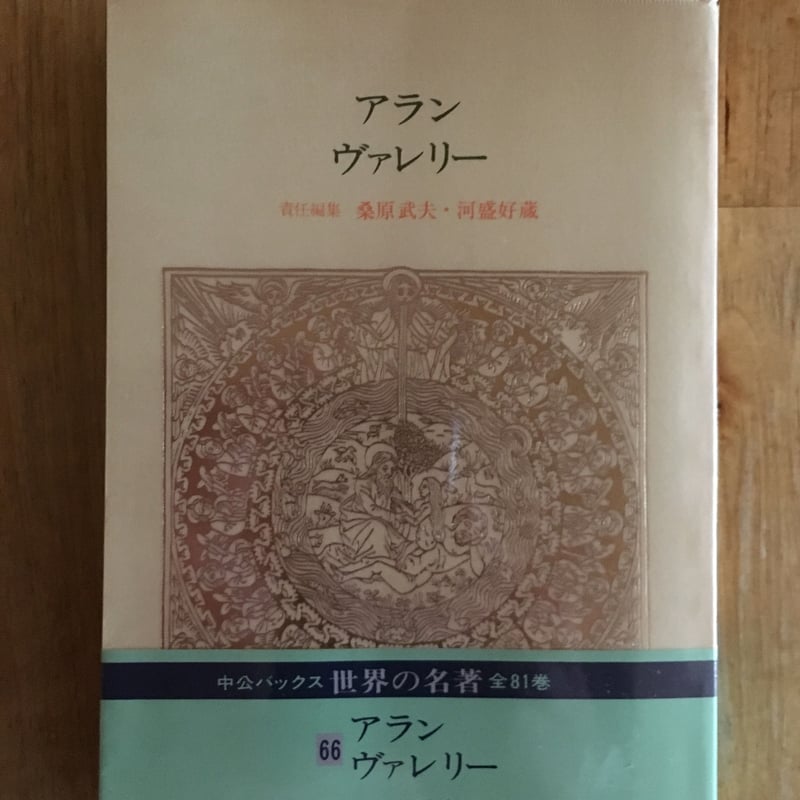 アラン
ヴァレリー
責任編集 桑原武夫・河盛好蔵
中公バックス 世界の名著 全81巻
66 アラン
ヴァレリー